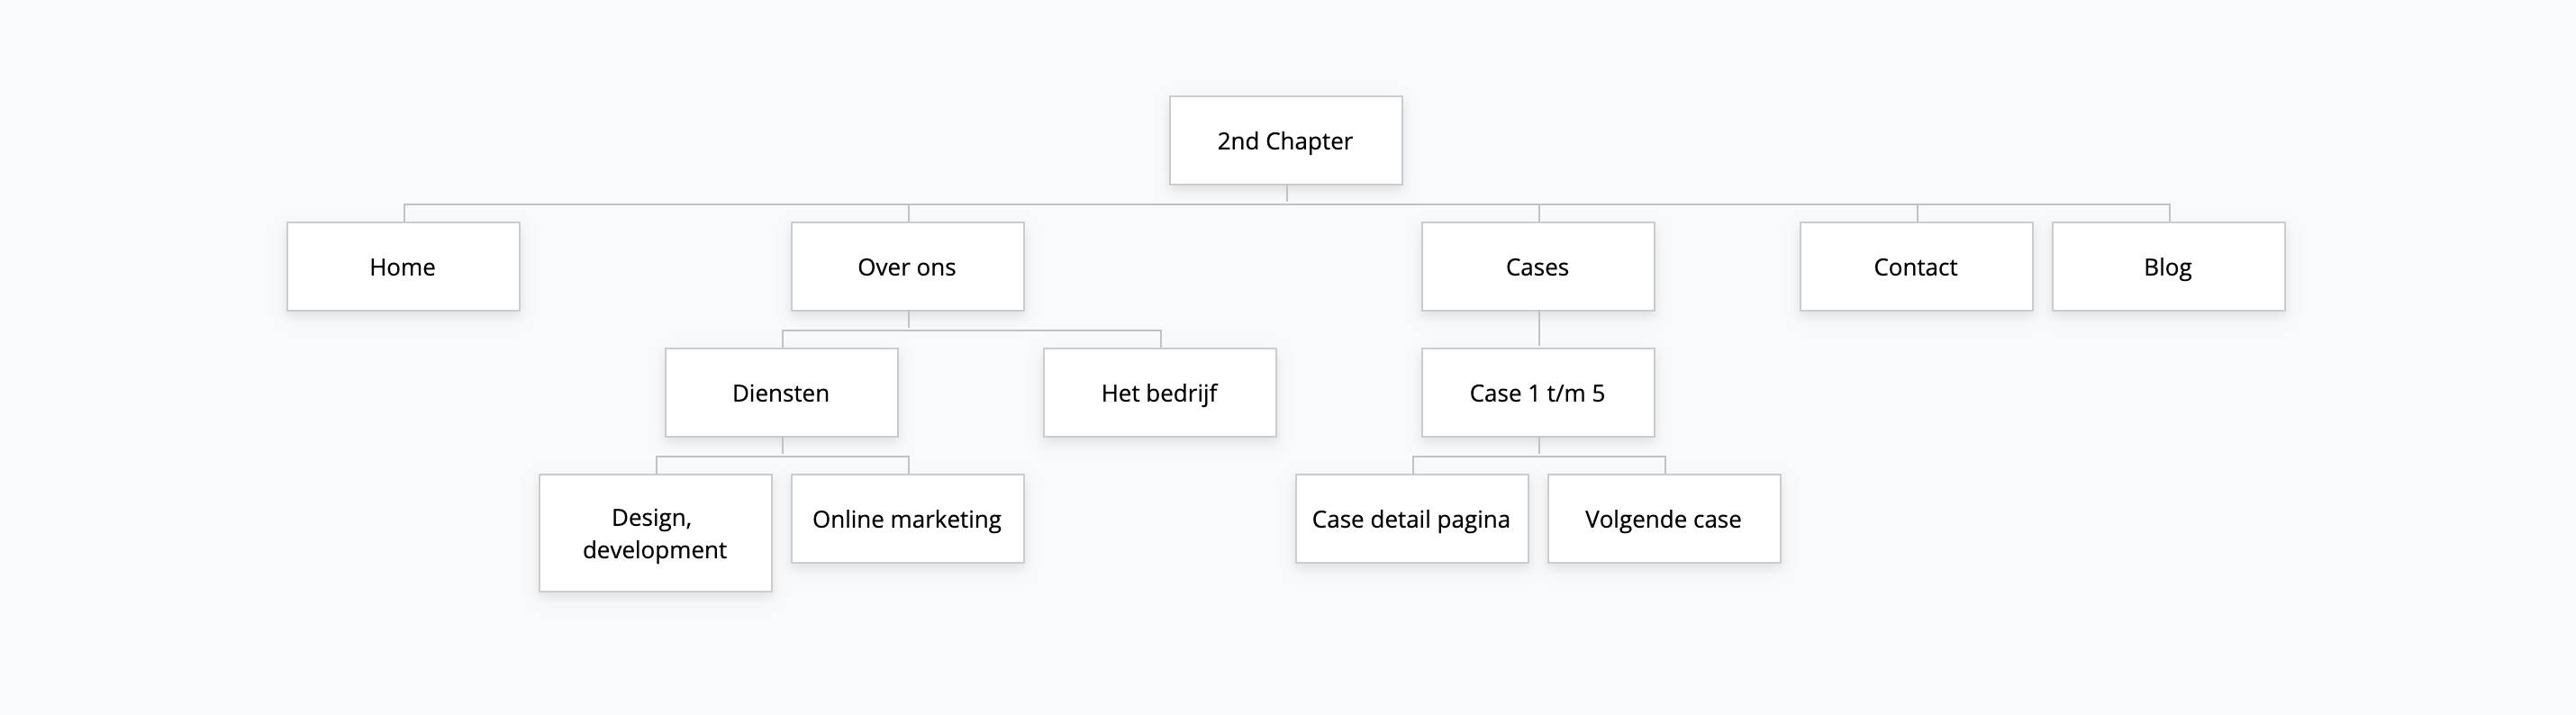 2nd Chapter
Home
Over ons
Cases
Contact
Blog
Diensten
Het bedrijf
Case 1 t/m 5
Design,
development
Online marketing
Case detail pagina
Volgende case